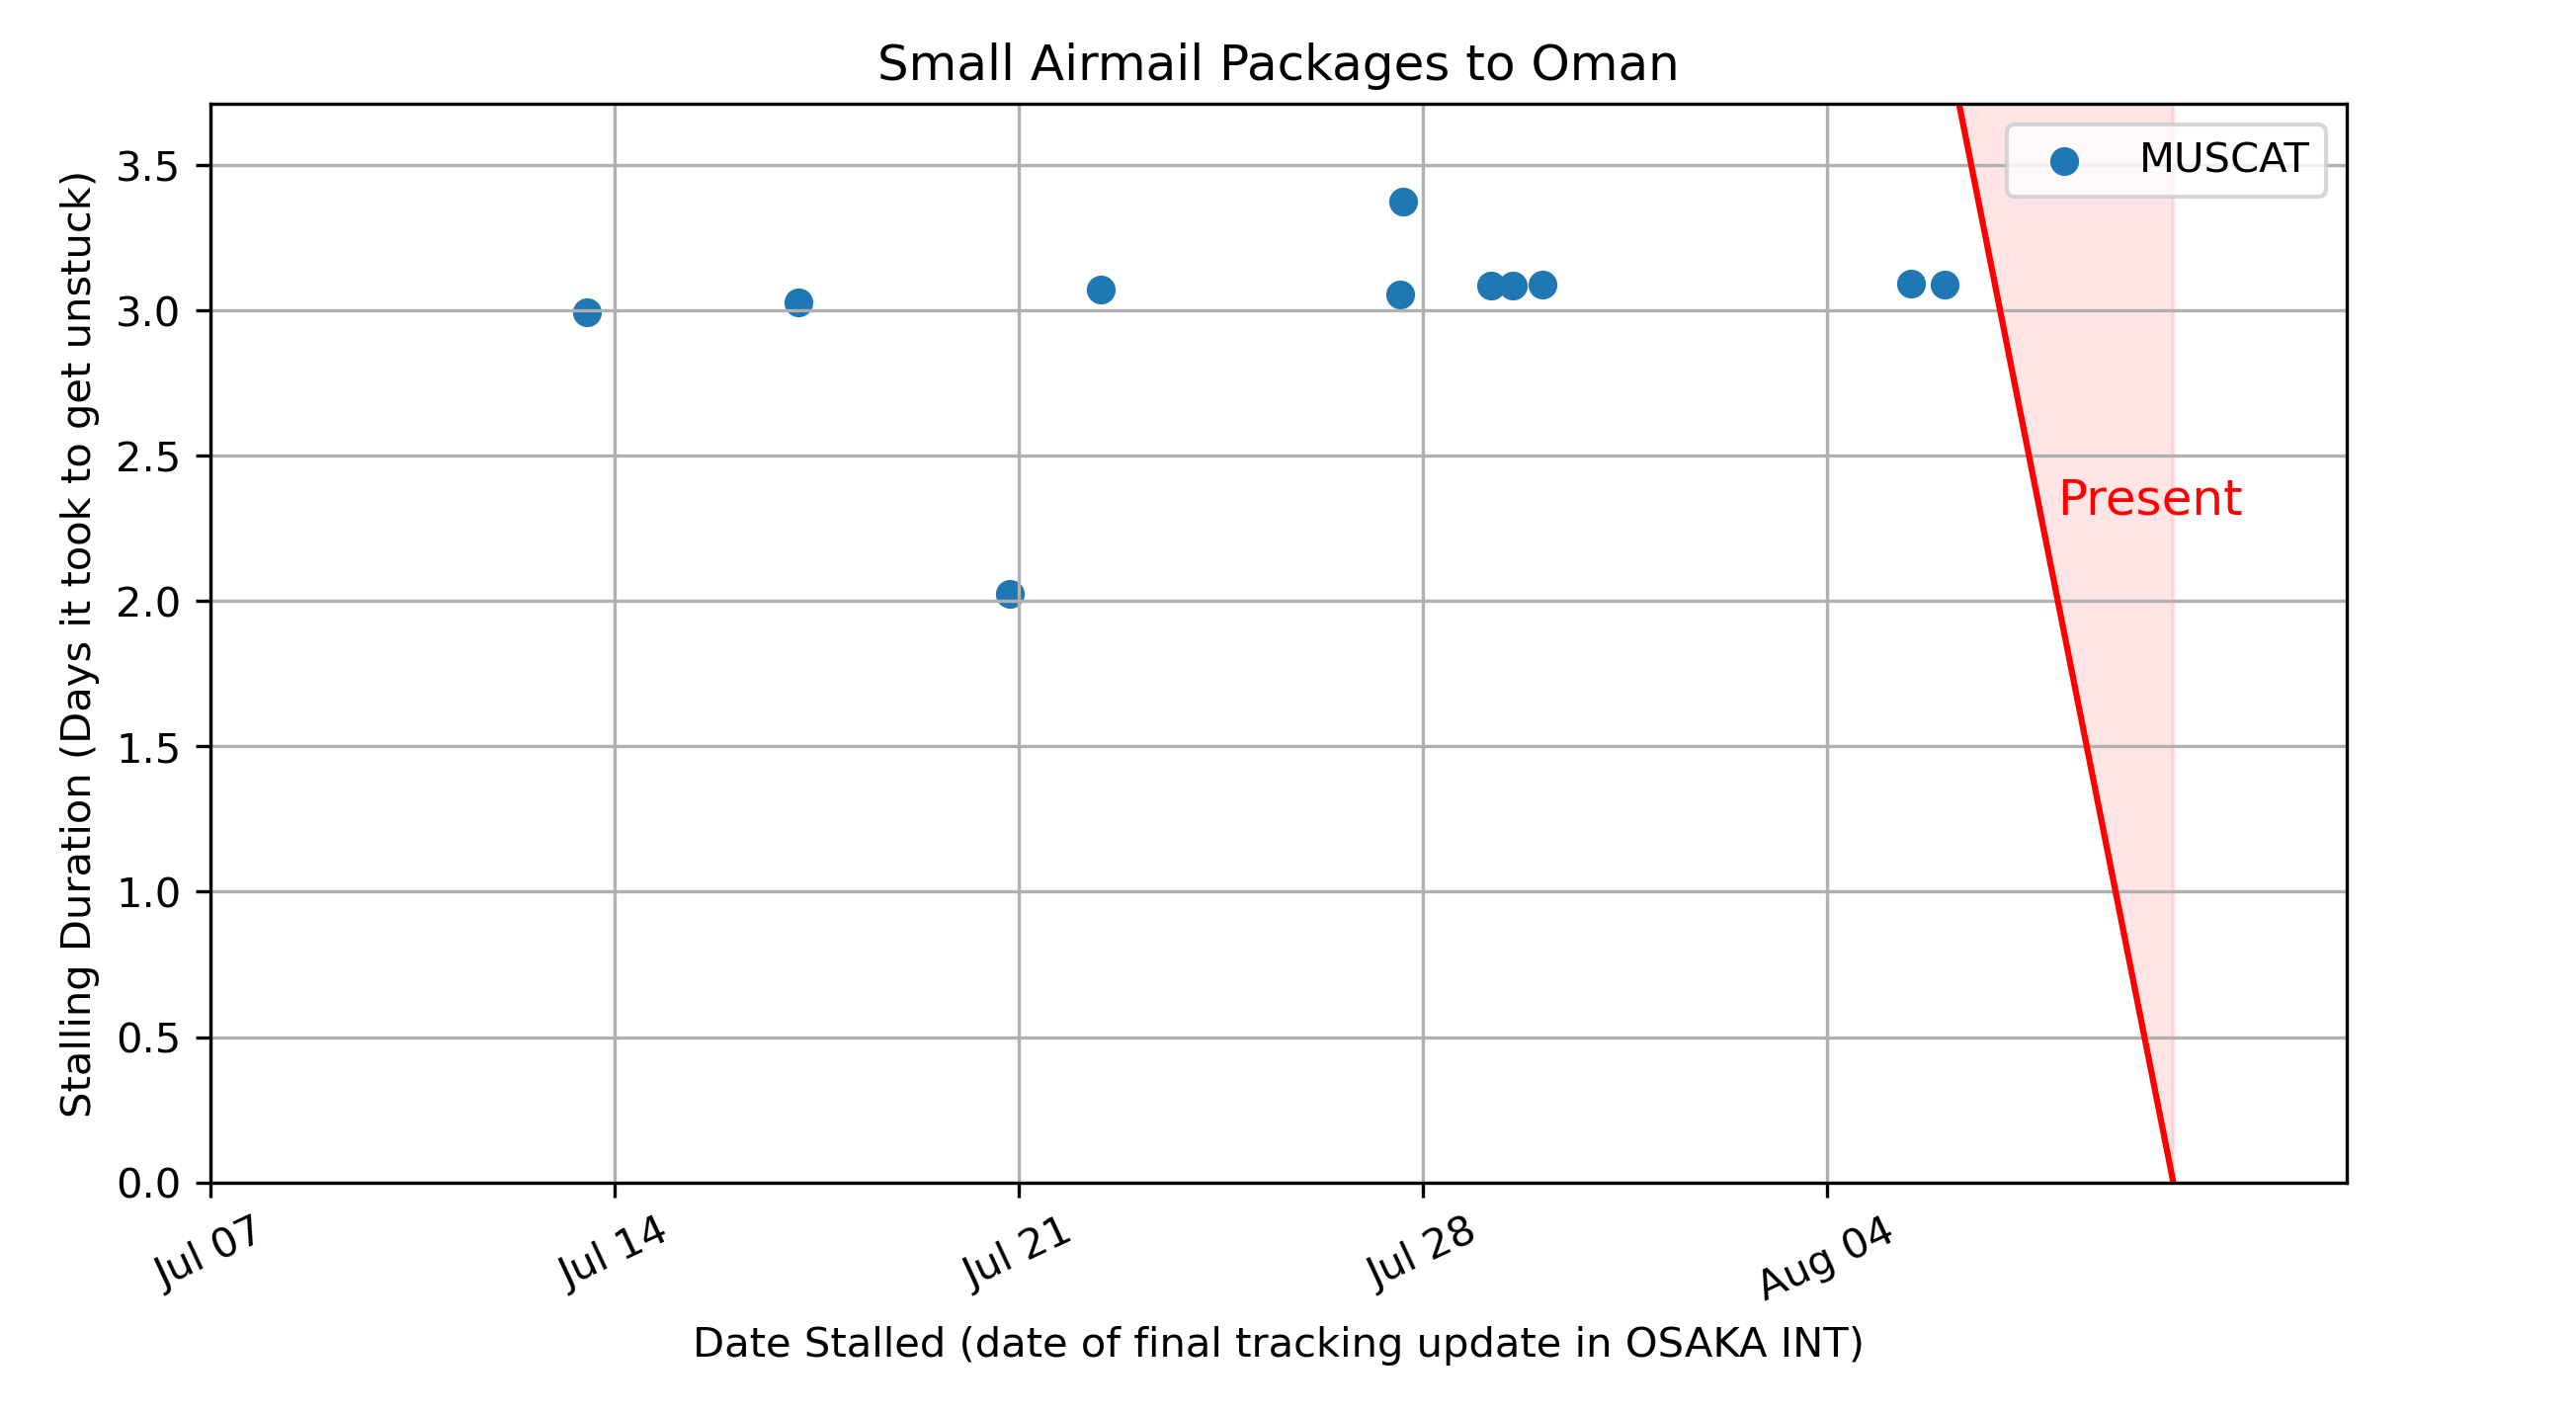 Small Airmail Packages to Oman
MUSCAT
Present
Stalling Duration (Days it took to get unstuck)
3.5
3.0
2.5
2.0
1.5
1.0
0.5
0.0
Jul 07
Jul 14
Jul 21
Jul 28
Aug 04
Date Stalled (date of final tracking update in OSAKA INT)